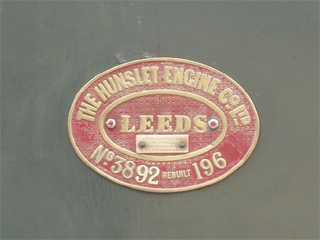 THE HUNSLET ENGINE CO. LTD.
LEEDS
No 3892 REBUILT 196